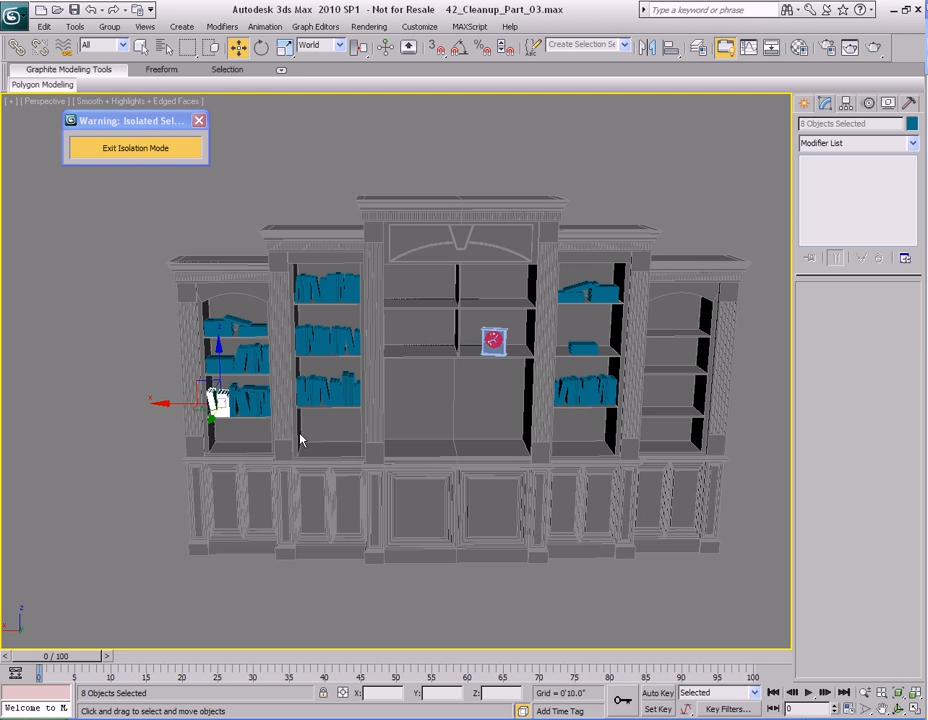 Autodesk 3ds Max 2010 SP1 - Not for Resale 42_Cleanup_Part_03.max
Type a keyword or phrase
Edit Tools Group Views Create Modifiers Animation Graph Editors Rendering Customize MAXScript Help
All
World
Create Selection Se
Graphite Modeling Tools Freeform Selection
Polygon Modeling
[ + ] [ Perspective ] [ Smooth + Highlights + Edged Faces ]
Warning: Isolated Sel...
Exit Isolation Mode
8 Objects Selected
Modifier List
x
z
z
x
0 / 100
0 5 10 15 20 25 30 35 40 45 50 55 60 65 70 75 80 85 90 95 100
8 Objects Selected
X:
Y:
Z:
Grid = 0'10.0"
Auto Key
Selected
Welcome to M
Click and drag to select and move objects
Add Time Tag
Set Key
Key Filters...
0